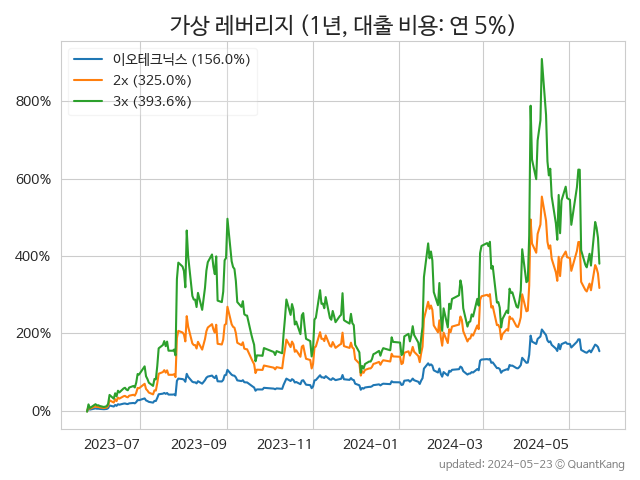 가상 레버리지 (1년, 대출 비용: 연 5%)
이오테크닉스 (156.0%)
2x (325.0%)
3x (393.6%)
800%
600%
400%
200%
0%
2023-07 2023-09 2023-11 2024-01 2024-03 2024-05
updated: 2024-05-23 © QuantKang